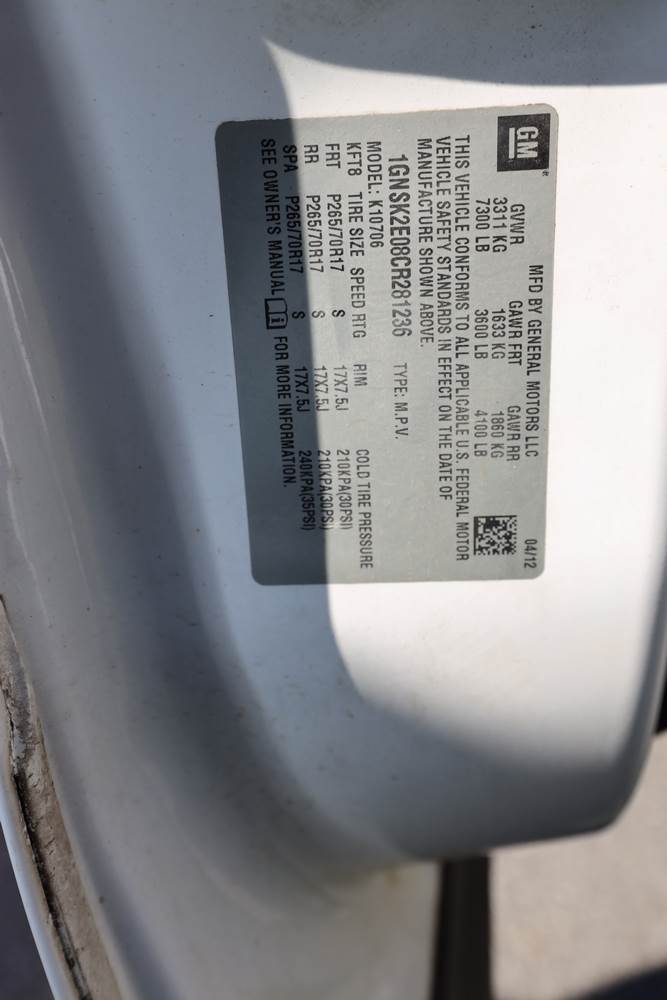 GM
MFD BY GENERAL MOTORS LLC 04/12
GVWR GAWR FRT GAWR RR
3311 KG 1633 KG 1860 KG
7300 LB 3600 LB 4100 LB
THIS VEHICLE CONFORMS TO ALL APPLICABLE U.S. FEDERAL MOTOR
VEHICLE SAFETY STANDARDS IN EFFECT ON THE DATE OF
MANUFACTURE SHOWN ABOVE.
1GNSK2E08CR281236 TYPE: M.P.V.
MODEL: K10706
KFT8 TIRE SIZE SPEED RTG RIM COLD TIRE PRESSURE
FRT P265/70R17 S 17X7.5J 210KPA(30PSI)
RR P265/70R17 S 17X7.5J 210KPA(30PSI)
SPA P265/70R17 S 17X7.5J 240KPA(35PSI)
SEE OWNER'S MANUAL FOR MORE INFORMATION.